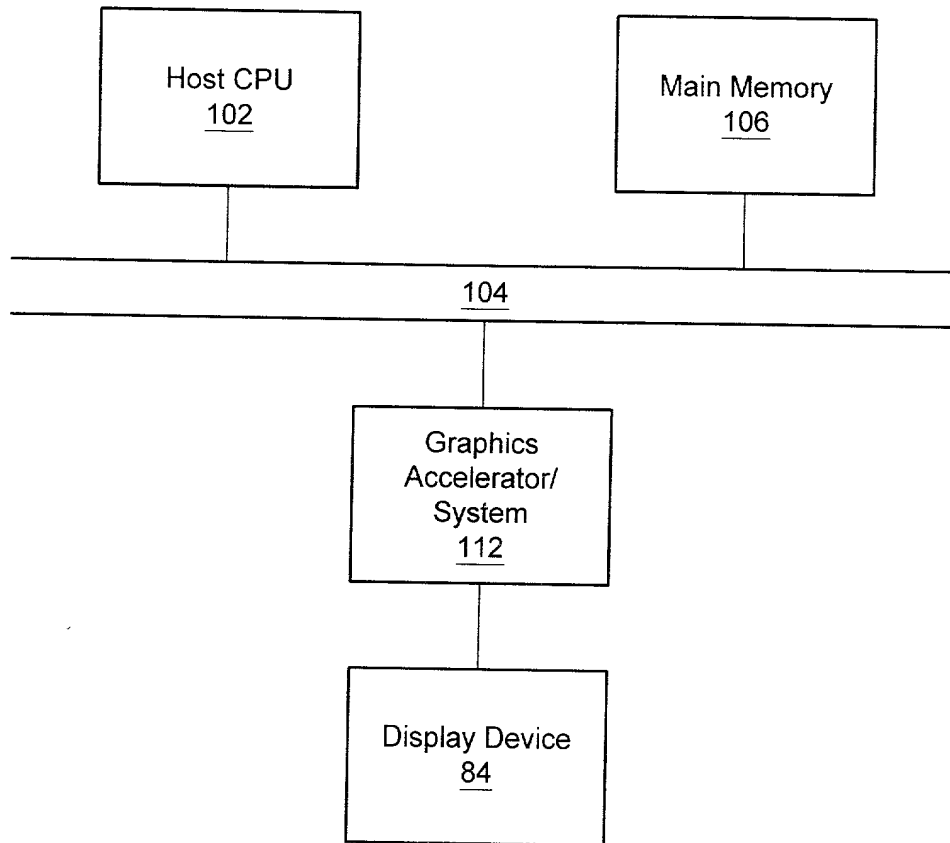 Host CPU
102
Main Memory
106
104
Graphics
Accelerator/
System
112
Display Device
84